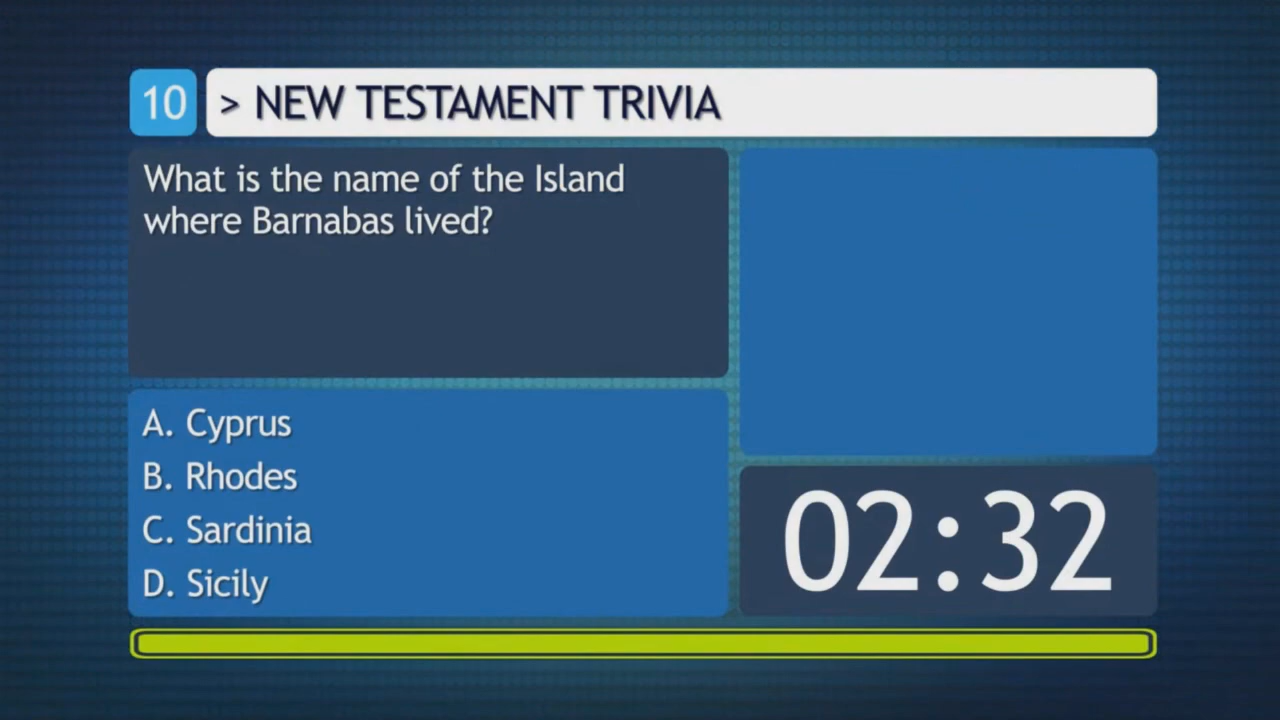 10 > NEW TESTAMENT TRIVIA
What is the name of the Island
where Barnabas lived?
A. Cyprus
B. Rhodes
C. Sardinia
D. Sicily
02:32